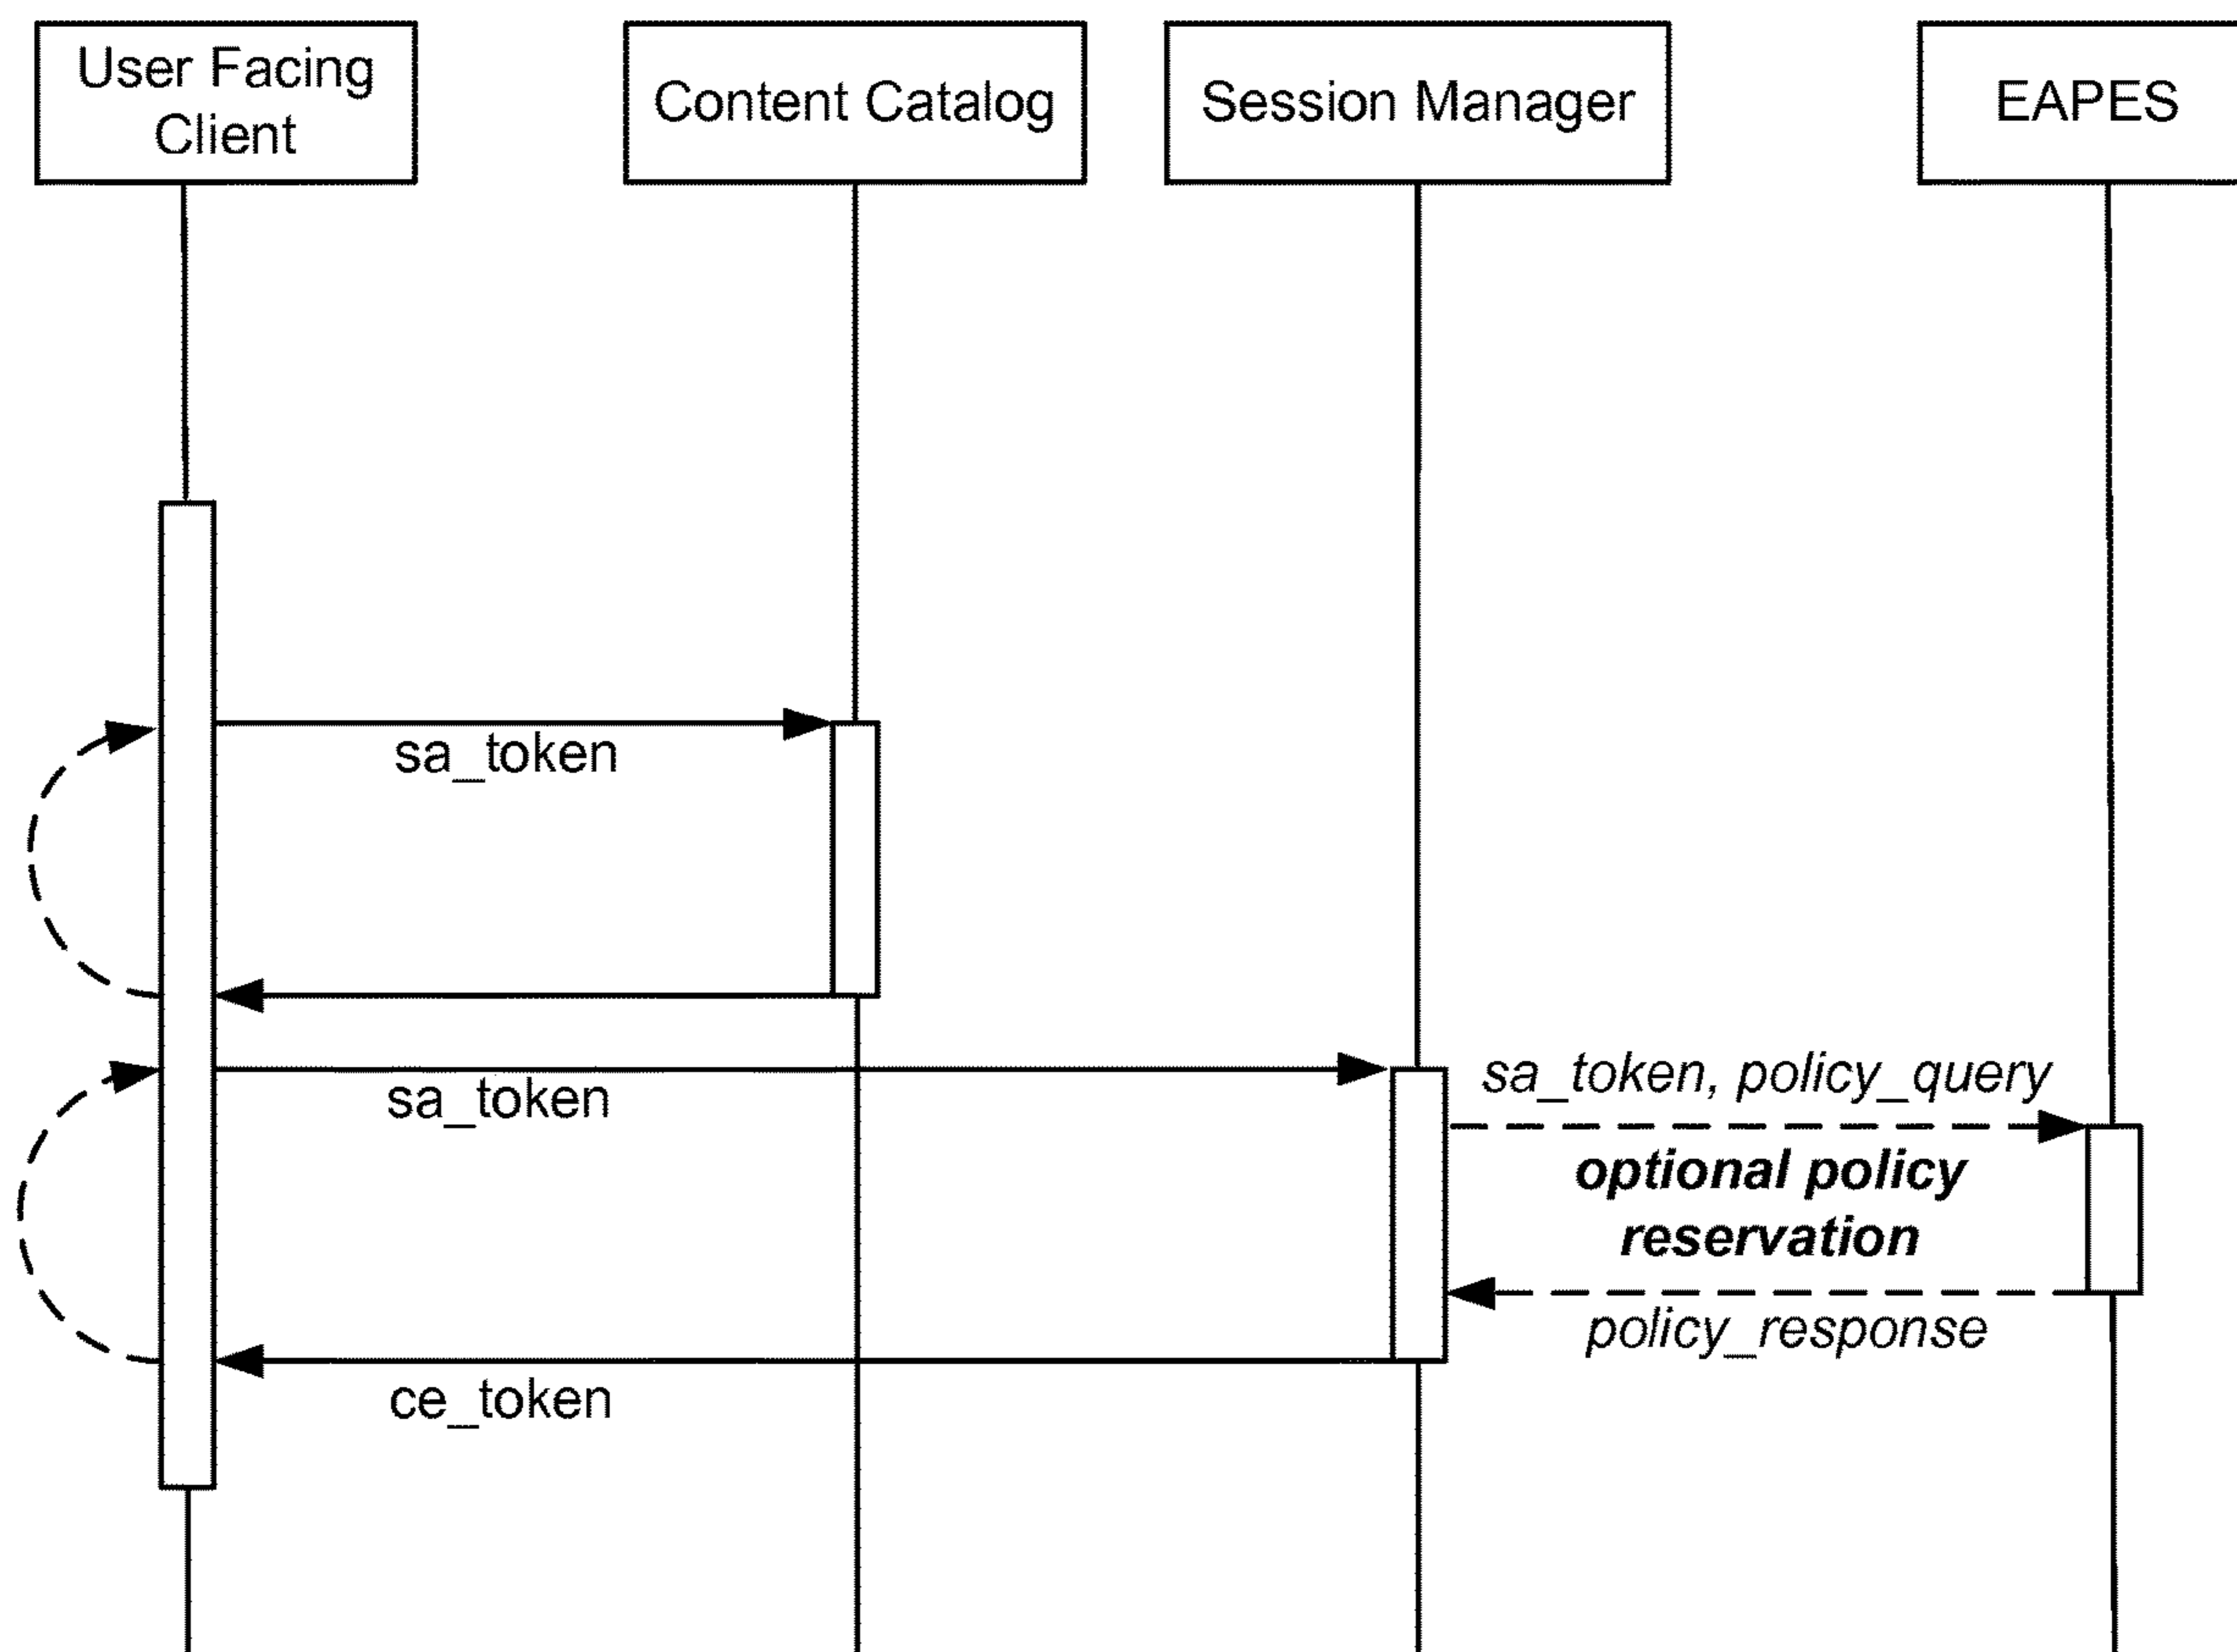 User Facing
Client
Content Catalog
Session Manager
EAPES
sa_token
sa_token
sa_token, policy_query
optional policy
reservation
policy_response
ce_token